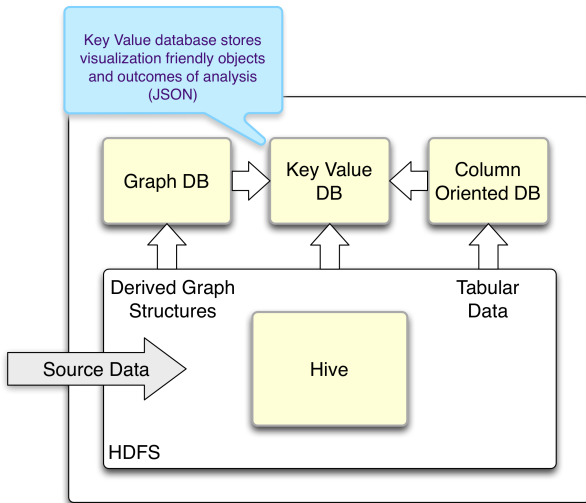 Key Value database stores
visualization friendly objects
and outcomes of analysis
(JSON)
Graph DB
Key Value
DB
Column
Oriented DB
Derived Graph
Structures
Tabular
Data
Source Data
Hive
HDFS